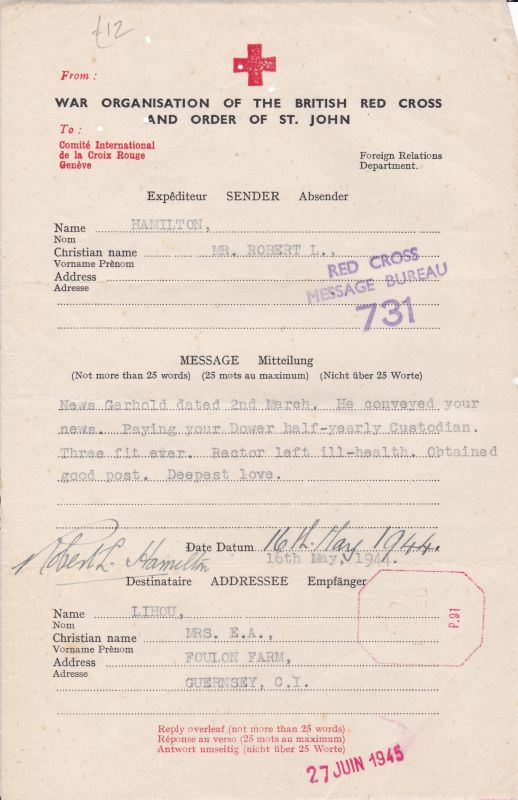 £12
From :
WAR ORGANISATION OF THE BRITISH RED CROSS
AND ORDER OF ST. JOHN
To :
Comité International
de la Croix Rouge
Genève
Foreign Relations
Department.
Expéditeur SENDER Absender
Name HAMILTON,
Nom
Christian name MR. ROBERT L.,
Vorname Prènom
Address
Adresse
RED CROSS
MESSAGE BUREAU
731
MESSAGE Mitteilung
(Not more than 25 words) (25 mots au maximum) (Nicht über 25 Worte)
News Garhold dated 2nd March. He conveyed your
news. Paying your Dower half-yearly Custodian.
Three fit ever. Ractor left ill-health. Obtained
good post. Deepest love.
Date Datum 16th. May 1944.
16th May, 1944.
Robert L. Hamilton
Destinataire ADDRESSEE Empfänger
Name LIHOU,
Nom
Christian name MRS. E.A.,
Vorname Prènom
Address FOULON FARM,
Adresse
GUERNSEY, C.I.
P.91
Reply overleaf (not more than 25 words)
Réponse au verso (25 mots au maximum)
Antwort umseitig (nicht über 25 Worte)
27 JUIN 1945